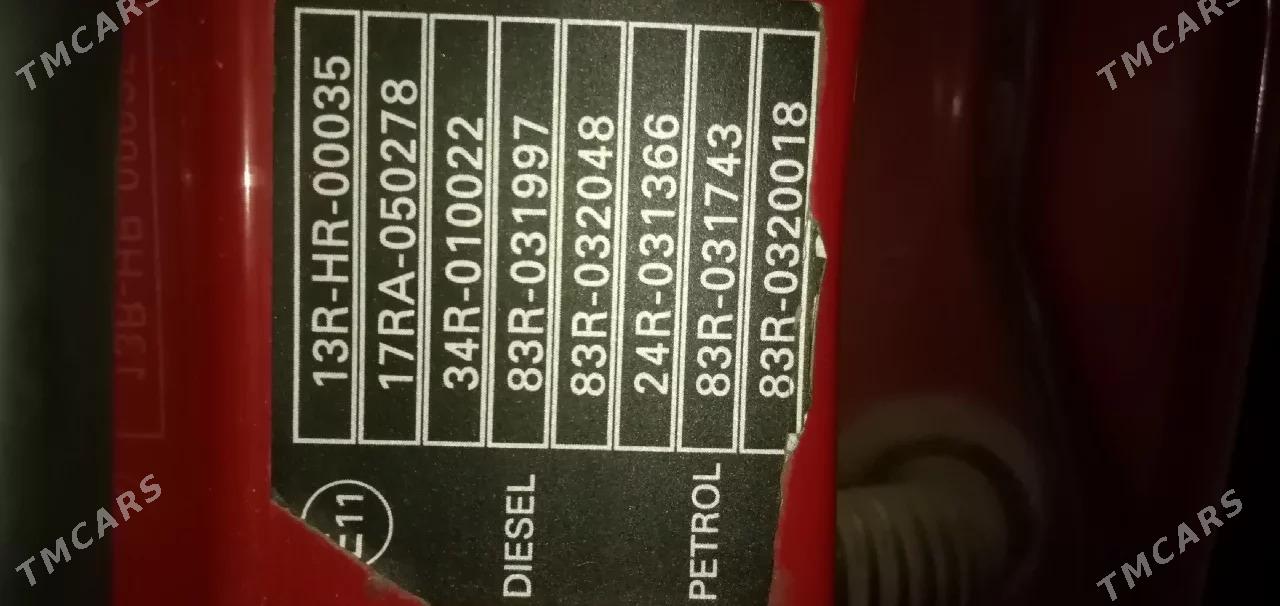 E11
13R-HR-00035
17RA-050278
34R-010022
DIESEL
83R-031997
83R-032048
24R-031366
PETROL
83R-031743
83R-0320018
TMCARS
TMCARS
TMCARS
TMCARS